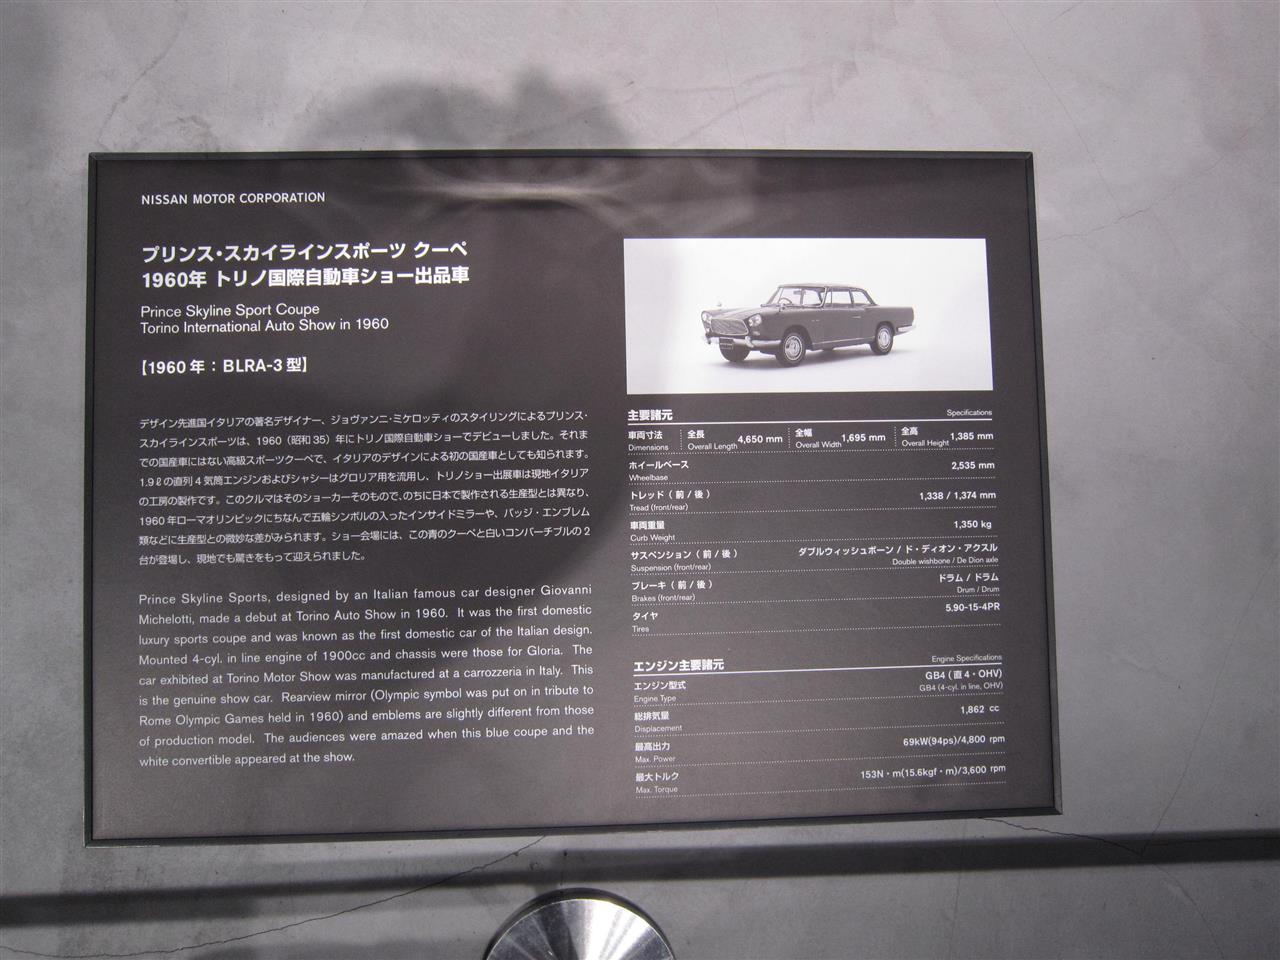 NISSAN MOTOR CORPORATION
プリンス・スカイラインスポーツ クーペ
1960年 トリノ国際自動車ショー出品車
Prince Skyline Sport Coupe
Torino International Auto Show in 1960
【1960年：BLRA-3型】
デザイン先進国イタリアの著名デザイナー、ジョヴァンニ・ミケロッティのスタイリングによるプリンス・
スカイラインスポーツは、1960（昭和35）年にトリノ国際自動車ショーでデビューしました。それま
での国産車にはない高級スポーツクーペで、イタリアのデザインによる初の国産車としても知られます。
1.9ℓの直列4気筒エンジンおよびシャシーはグロリア用を流用し、トリノショー出展車は現地イタリア
の工房の製作です。このクルマはそのショーカーそのもので、のちに日本で製作される生産型とは異なり、
1960年ローマオリンピックにちなんで五輪シンボルの入ったインサイドミラーや、バッジ・エンブレム
類などに生産型との微妙な差がみられます。ショー会場には、この青のクーペと白いコンバーチブルの2
台が登場し、現地でも驚きをもって迎えられました。
Prince Skyline Sports, designed by an Italian famous car designer Giovanni
Michelotti, made a debut at Torino Auto Show in 1960. It was the first domestic
luxury sports coupe and was known as the first domestic car of the Italian design.
Mounted 4-cyl. in line engine of 1900cc and chassis were those for Gloria. The
car exhibited at Torino Motor Show was manufactured at a carrozzeria in Italy. This
is the genuine show car. Rearview mirror (Olympic symbol was put on in tribute to
Rome Olympic Games held in 1960) and emblems are slightly different from those
of production model. The audiences were amazed when this blue coupe and the
white convertible appeared at the show.
主要諸元 Specifications
車両寸法 Dimensions 全長 Overall Length 4,650 mm 全幅 Overall Width 1,695 mm 全高 Overall Height 1,385 mm
ホイールベース 2,535 mm
Wheelbase
トレッド（前／後） 1,338 / 1,374 mm
Tread (front/rear)
車両重量 1,350 kg
Curb Weight
サスペンション（前／後） ダブルウィッシュボーン / ド・ディオン・アクスル
Suspension (front/rear) Double wishbone / De Dion axle
ブレーキ（前／後） ドラム / ドラム
Brakes (front/rear) Drum / Drum
タイヤ 5.90-15-4PR
Tires
エンジン主要諸元 Engine Specifications
エンジン型式 GB4 (直4・OHV)
Engine Type GB4 (4-cyl. in line, OHV)
総排気量 1,862 cc
Displacement
最高出力 69kW(94ps)/4,800 rpm
Max. Power
最大トルク 153N・m(15.6kgf・m)/3,600 rpm
Max. Torque